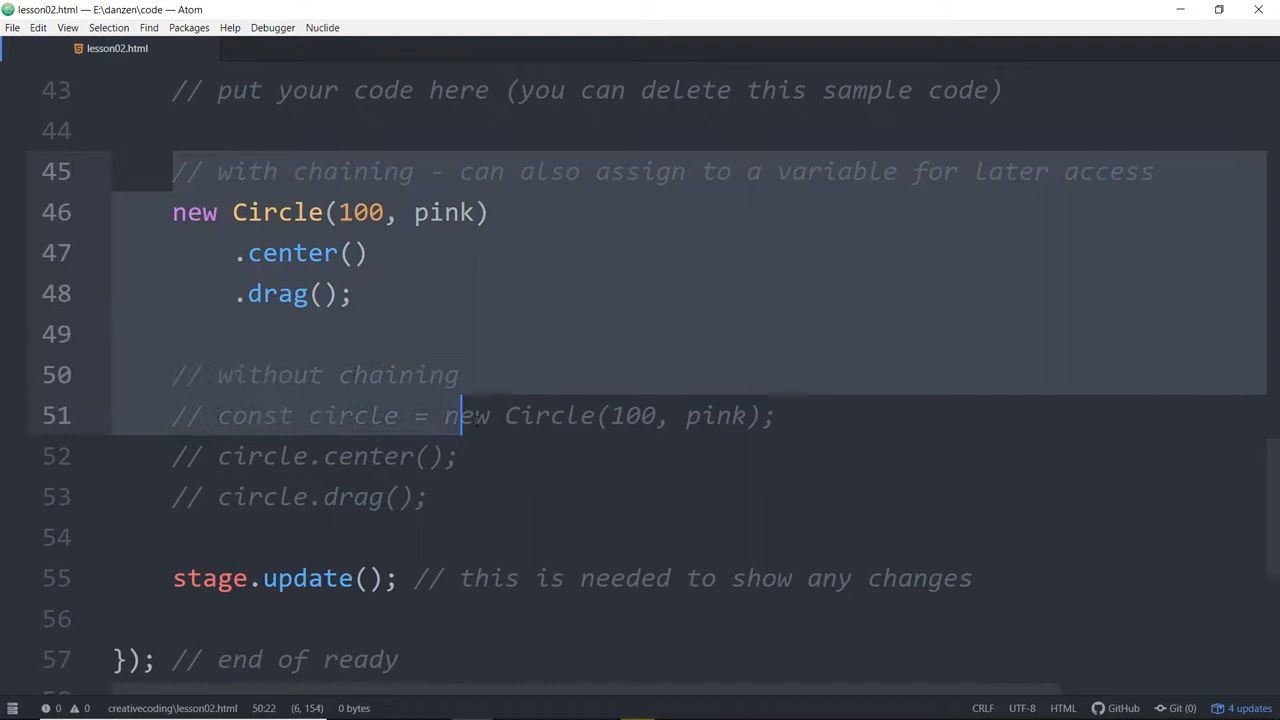 lesson02.html — E:\danzen\code — Atom
File Edit View Selection Find Packages Help Debugger Nuclide
lesson02.html
43 // put your code here (you can delete this sample code)
44
45 // with chaining - can also assign to a variable for later access
46 new Circle(100, pink)
47 .center()
48 .drag();
49
50 // without chaining
51 // const circle = new Circle(100, pink);
52 // circle.center();
53 // circle.drag();
54
55 stage.update(); // this is needed to show any changes
56
57 }); // end of ready
0 0 creativecoding\lesson02.html 50:22 (6, 154) 0 bytes CRLF UTF-8 HTML GitHub Git (0) 4 updates